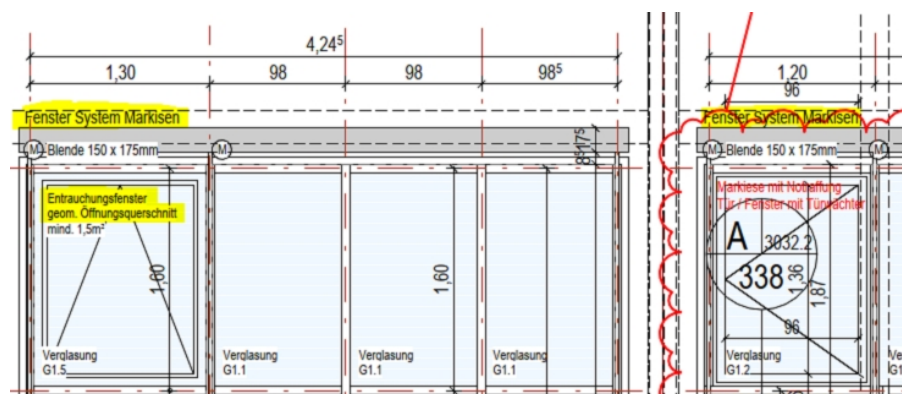 4,24⁵
1,30
98
98
98⁵
Fenster System Markisen
M
Blende 150 x 175mm
M
8⁵
17⁵
Entrauchungsfenster
geom. Öffnungsquerschnitt
mind. 1,5m²
1,60
1,60
Verglasung
G1.5
Verglasung
G1.1
Verglasung
G1.1
Verglasung
G1.1
1,20
96
Fenster System Markisen
M
Blende 150 x 175mm
M
Markiese mit Notraffung
Tür / Fenster mit Türwächter
A
3032.2
338
1,36
1,87
96
Verglasung
G1.2